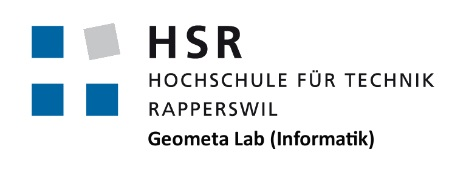 HSR
HOCHSCHULE FÜR TECHNIK
RAPPERSWIL
Geometa Lab (Informatik)